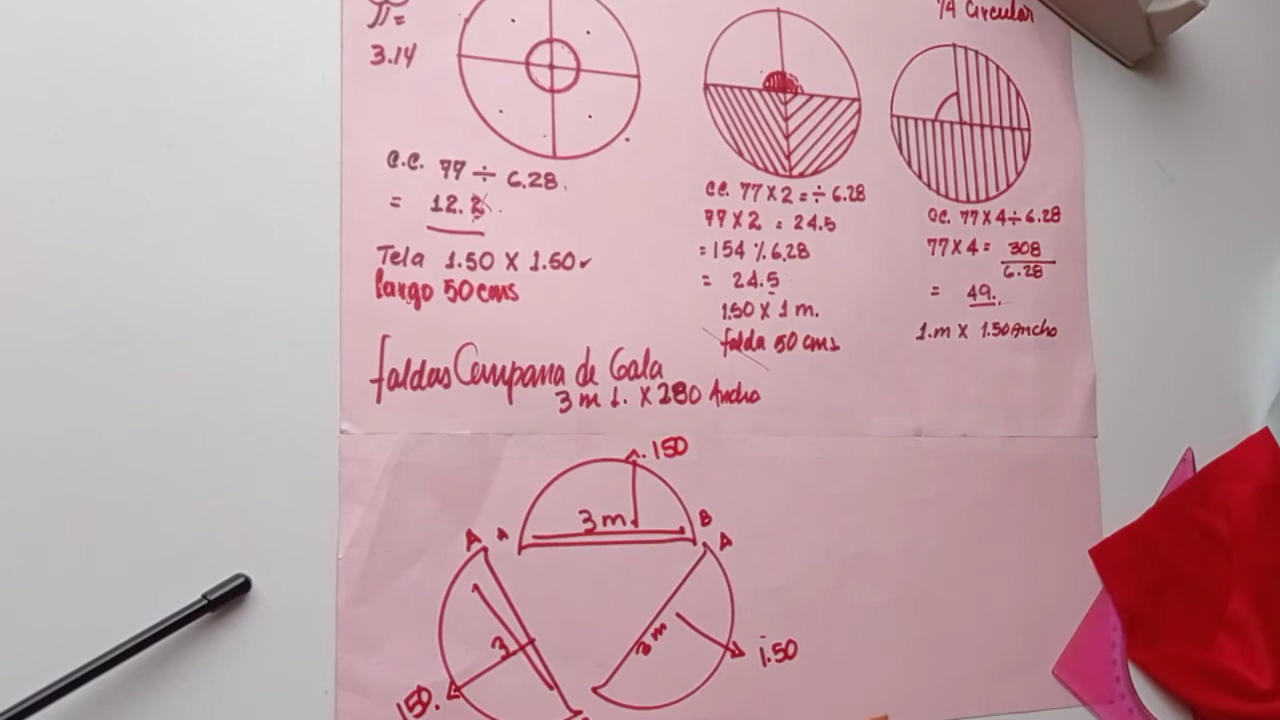 π=
3.14
C.C. 77 ÷ 6.28.
= 12.2
Tela 1.50 X 1.50
largo 50 cms
CC. 77 X 2 = ÷ 6.28
77 X 2 = 24.5
= 154 % 6.28
= 24.5
1.50 X 1 m.
falda 50 cms
1/4 Circular
CC. 77 X 4 ÷ 6.28
77 X 4 = 308
6.28
= 49.
1.m X 1.50 Ancho
faldas Campana de Gala
3 m l. X 280 Ancho
150
3 m
A
B
A
A
3
150.
3 m
1.50